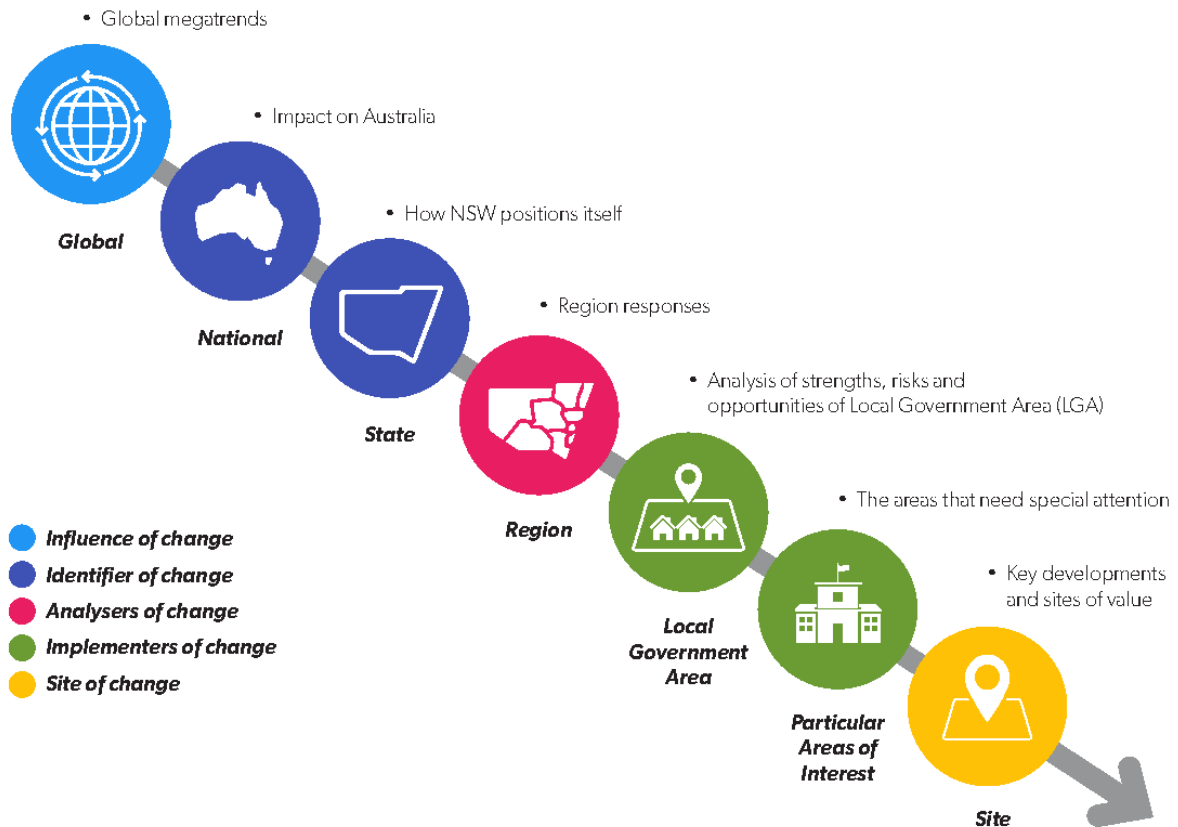 • Global megatrends
Global
• Impact on Australia
National
• How NSW positions itself
State
• Region responses
Region
• Analysis of strengths, risks and
opportunities of Local Government Area (LGA)
Local
Government
Area
• The areas that need special attention
Particular
Areas of
Interest
• Key developments
and sites of value
Site
Influence of change
Identifier of change
Analysers of change
Implementers of change
Site of change